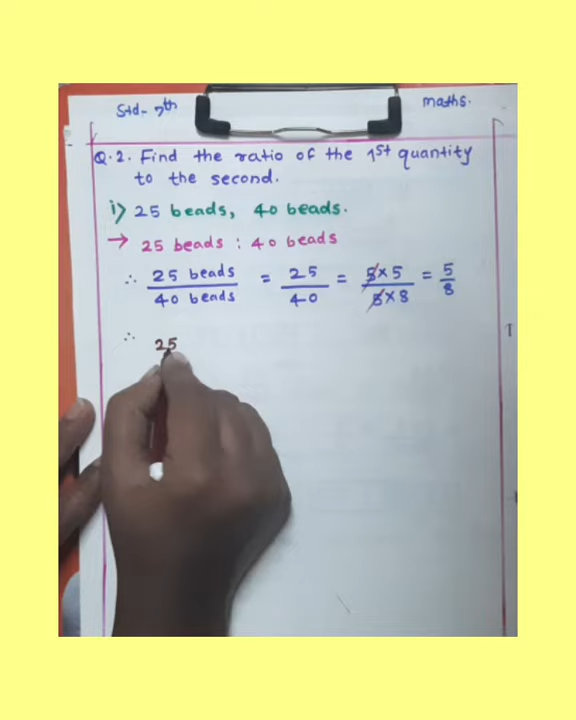 Std- 7th maths.
Q.2. Find the ratio of the 1st quantity
to the second.
i) 25 beads, 40 beads.
→ 25 beads : 40 beads
∴ 25 beads / 40 beads = 25 / 40 = 5×5 / 5×8 = 5 / 8
∴ 25